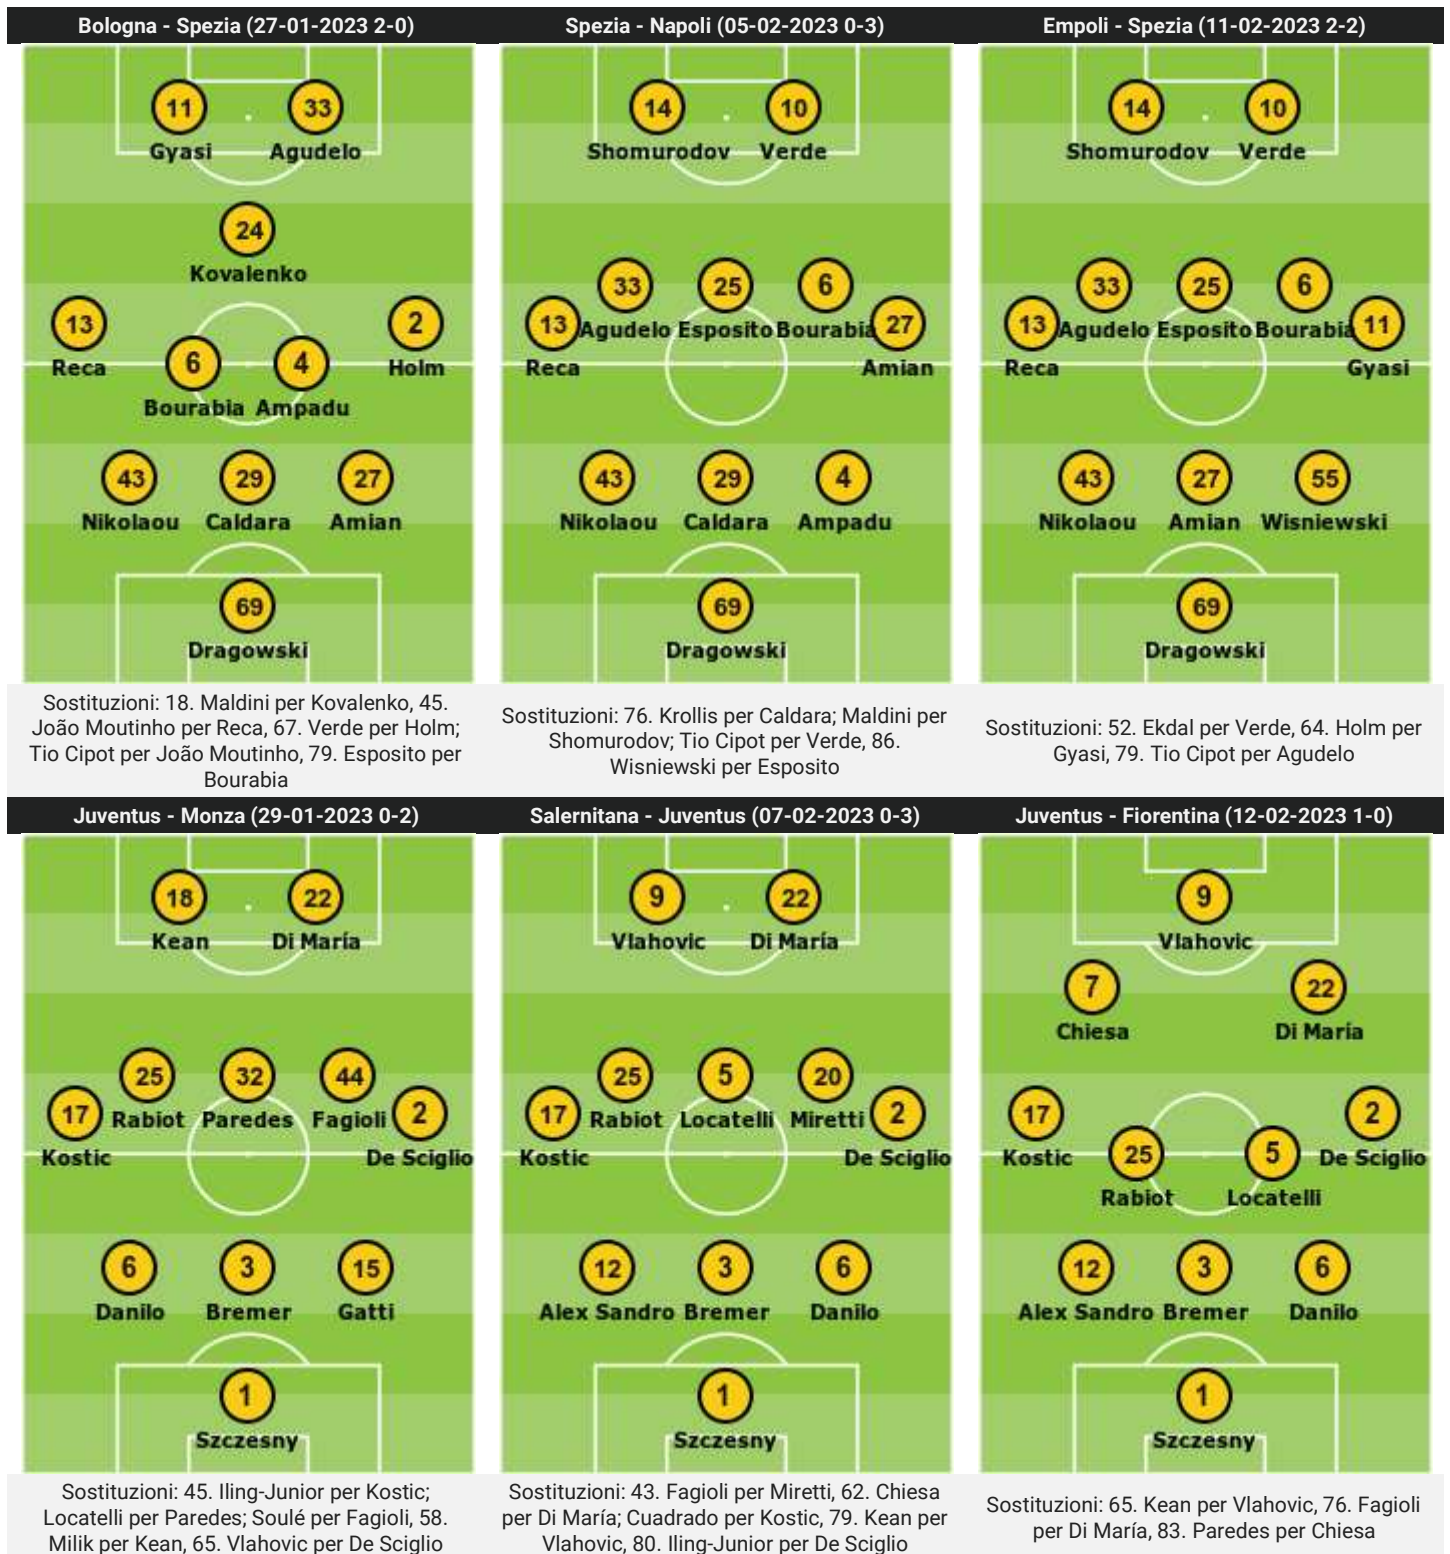 Bologna - Spezia (27-01-2023 2-0)
11 33
Gyasi Agudelo
24
Kovalenko
13 2
Reca Holm
6 4
Bourabia Ampadu
43 29 27
Nikolaou Caldara Amian
69
Dragowski
Sostituzioni: 18. Maldini per Kovalenko, 45.
João Moutinho per Reca, 67. Verde per Holm;
Tio Cipot per João Moutinho, 79. Esposito per
Bourabia
Spezia - Napoli (05-02-2023 0-3)
14 10
Shomurodov Verde
33 25 6
Agudelo Esposito Bourabia
13 27
Reca Amian
43 29 4
Nikolaou Caldara Ampadu
69
Dragowski
Sostituzioni: 76. Krollis per Caldara; Maldini per
Shomurodov; Tio Cipot per Verde, 86.
Wisniewski per Esposito
Empoli - Spezia (11-02-2023 2-2)
14 10
Shomurodov Verde
33 25 6
Agudelo Esposito Bourabia
13 11
Reca Gyasi
43 27 55
Nikolaou Amian Wisniewski
69
Dragowski
Sostituzioni: 52. Ekdal per Verde, 64. Holm per
Gyasi, 79. Tio Cipot per Agudelo
Juventus - Monza (29-01-2023 0-2)
18 22
Kean Di María
25 32 44
Rabiot Paredes Fagioli
17 2
Kostic De Sciglio
6 3 15
Danilo Bremer Gatti
1
Szczesny
Sostituzioni: 45. Iling-Junior per Kostic;
Locatelli per Paredes; Soulé per Fagioli, 58.
Milik per Kean, 65. Vlahovic per De Sciglio
Salernitana - Juventus (07-02-2023 0-3)
9 22
Vlahovic Di María
25 5 20
Rabiot Locatelli Miretti
17 2
Kostic De Sciglio
12 3 6
Alex Sandro Bremer Danilo
1
Szczesny
Sostituzioni: 43. Fagioli per Miretti, 62. Chiesa
per Di María; Cuadrado per Kostic, 79. Kean per
Vlahovic, 80. Iling-Junior per De Sciglio
Juventus - Fiorentina (12-02-2023 1-0)
9
Vlahovic
7 22
Chiesa Di María
17 2
Kostic De Sciglio
25 5
Rabiot Locatelli
12 3 6
Alex Sandro Bremer Danilo
1
Szczesny
Sostituzioni: 65. Kean per Vlahovic, 76. Fagioli
per Di María, 83. Paredes per Chiesa